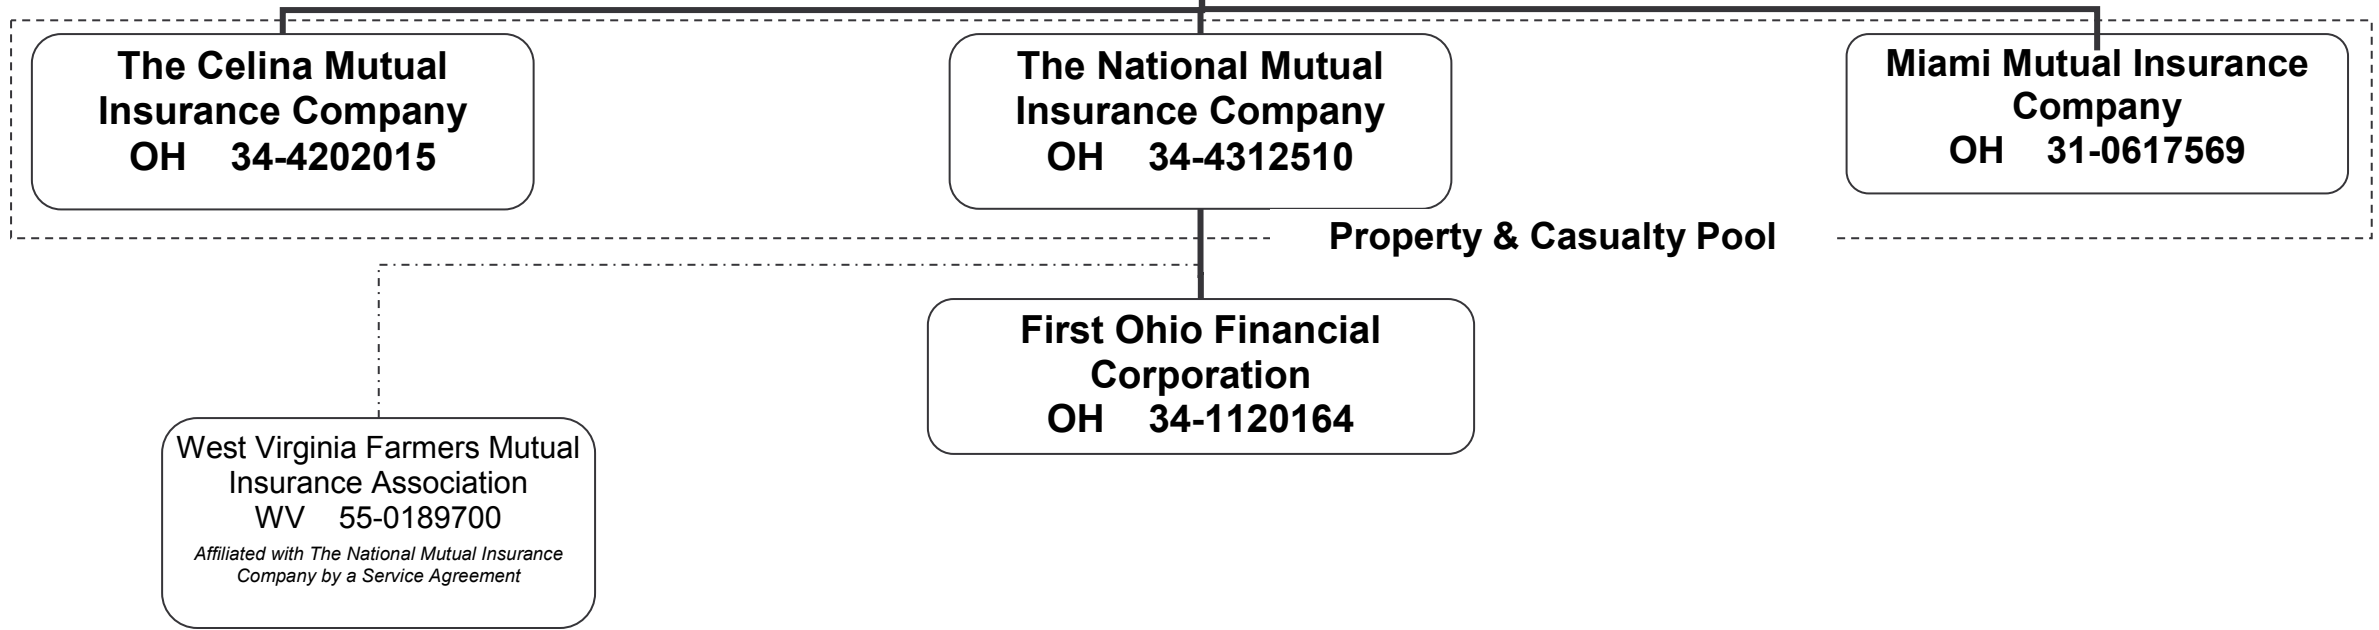 The Celina Mutual
Insurance Company
OH 34-4202015
The National Mutual
Insurance Company
OH 34-4312510
Miami Mutual Insurance
Company
OH 31-0617569
Property & Casualty Pool
First Ohio Financial
Corporation
OH 34-1120164
West Virginia Farmers Mutual
Insurance Association
WV 55-0189700
Affiliated with The National Mutual Insurance
Company by a Service Agreement